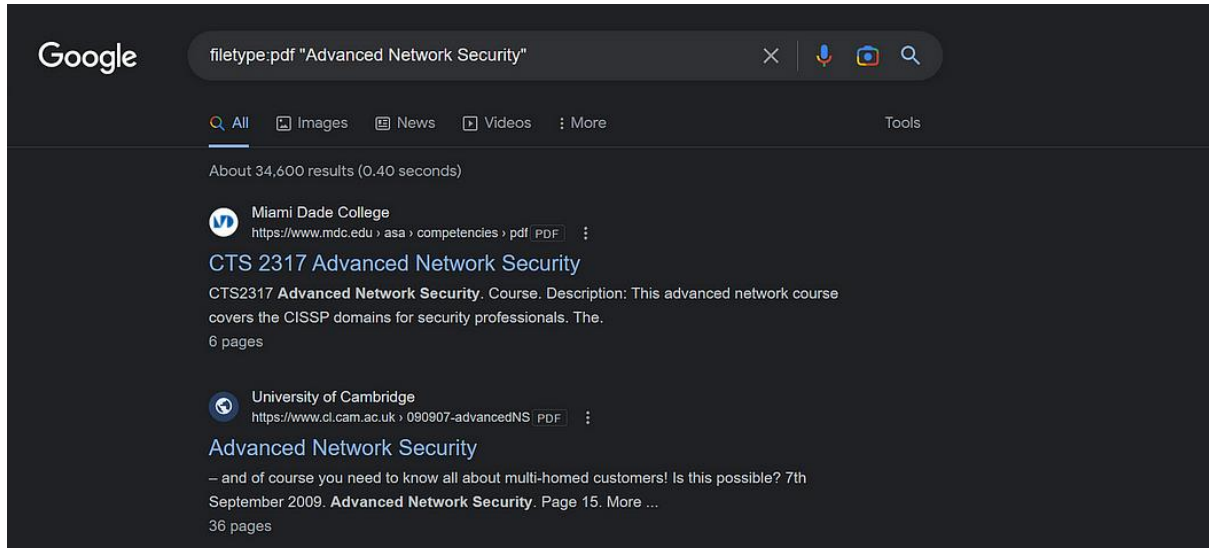 Google
filetype:pdf "Advanced Network Security"
All Images News Videos More Tools
About 34,600 results (0.40 seconds)
Miami Dade College
https://www.mdc.edu › asa › competencies › pdf PDF
CTS 2317 Advanced Network Security
CTS2317 Advanced Network Security. Course. Description: This advanced network course
covers the CISSP domains for security professionals. The.
6 pages
University of Cambridge
https://www.cl.cam.ac.uk › 090907-advancedNS PDF
Advanced Network Security
– and of course you need to know all about multi-homed customers! Is this possible? 7th
September 2009. Advanced Network Security. Page 15. More ...
36 pages